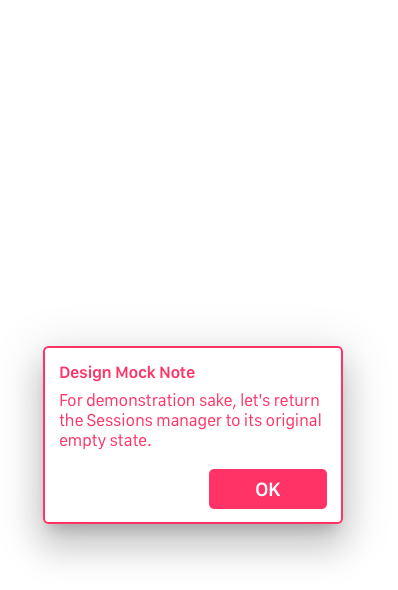 Design Mock Note
For demonstration sake, let's return
the Sessions manager to its original
empty state.
OK